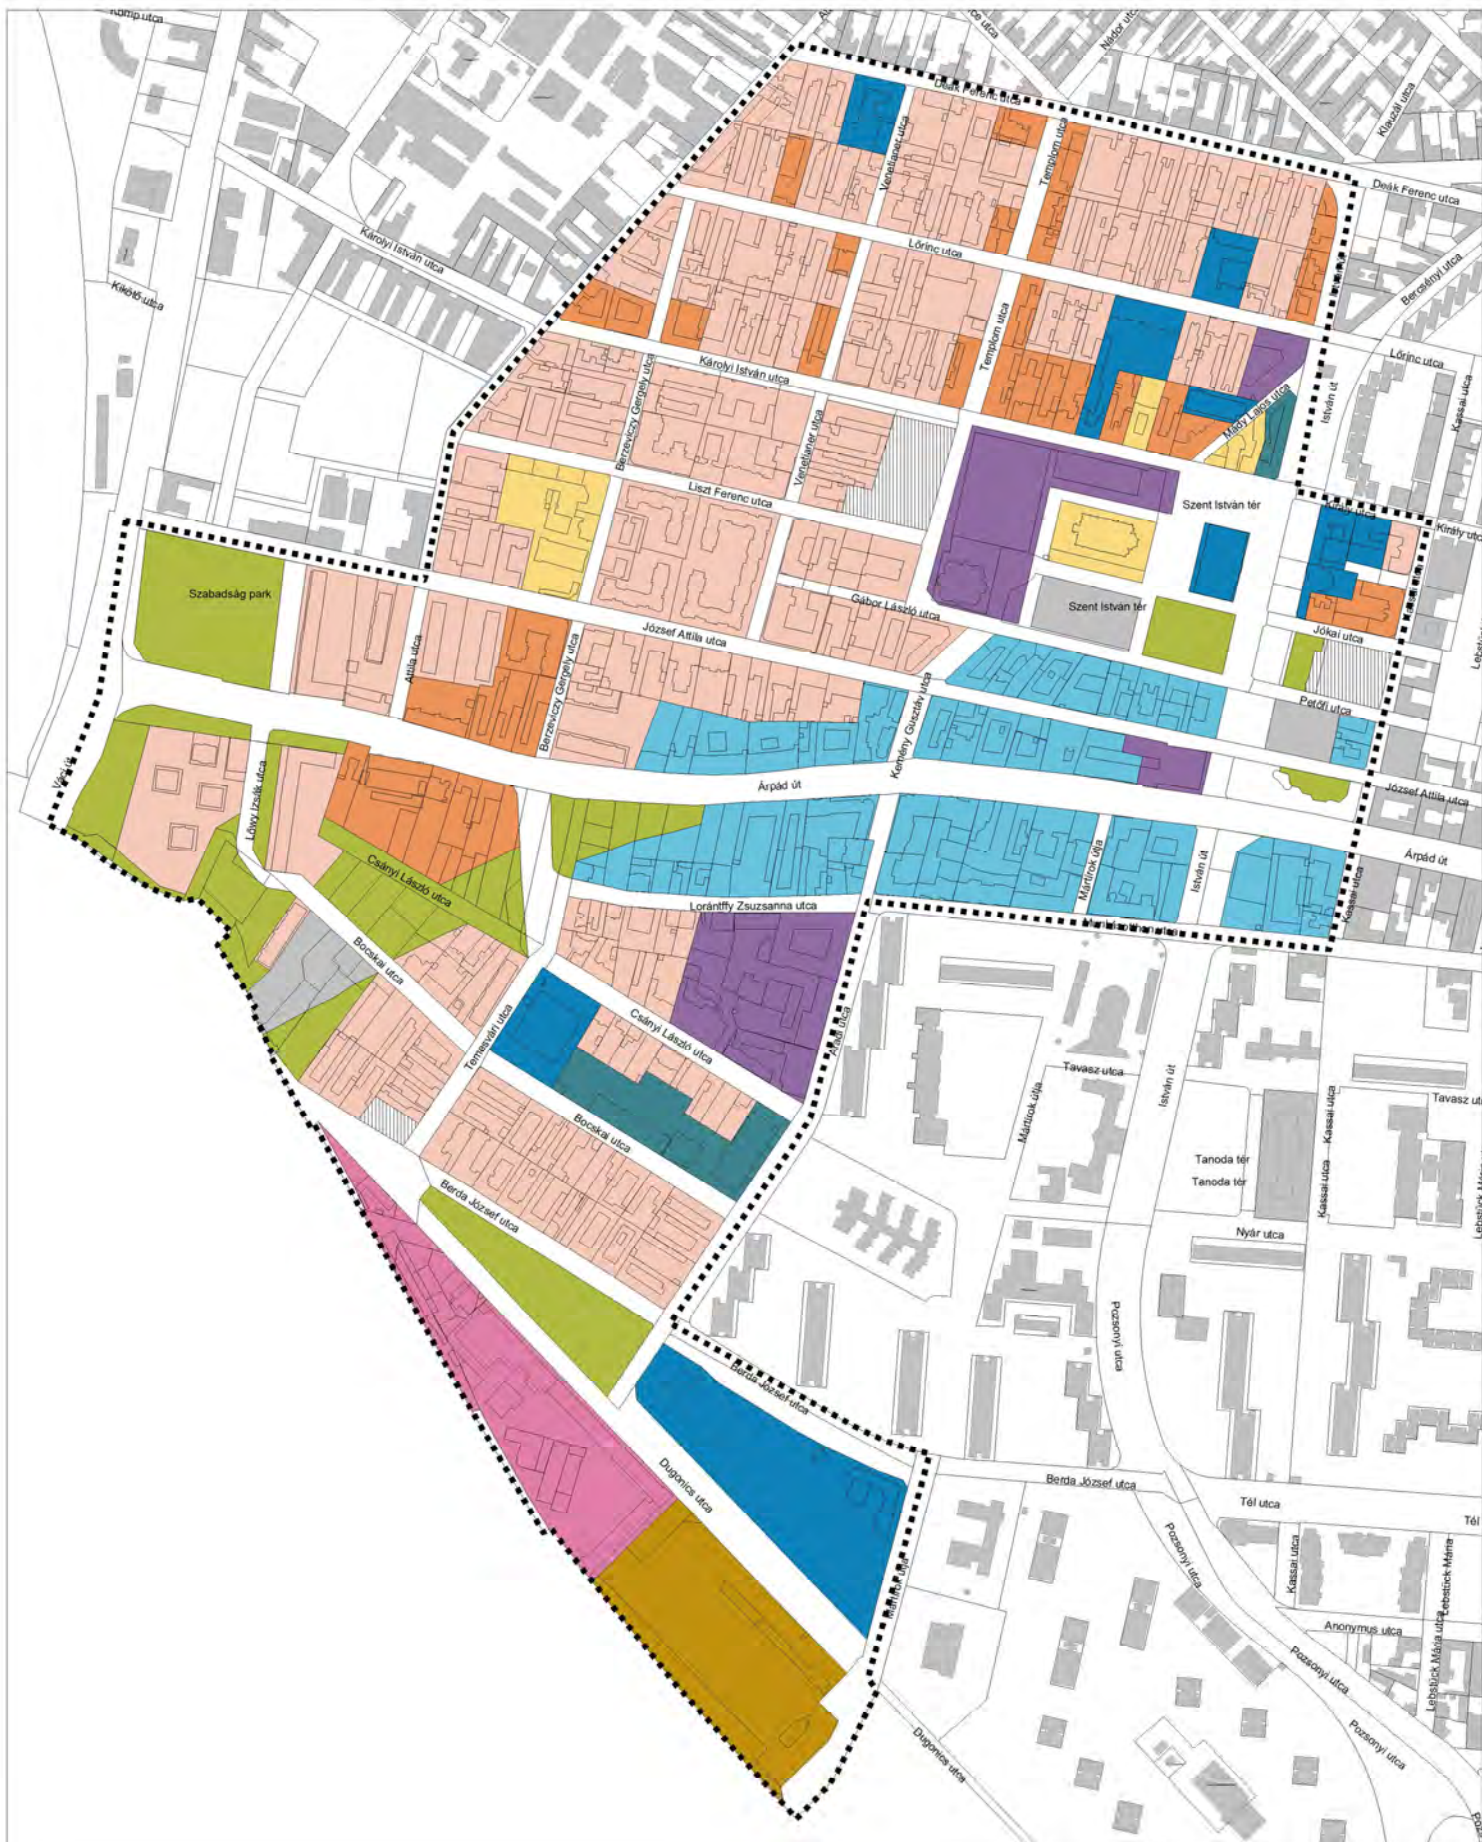 Komp utca
Nádor utca
Deák Ferenc utca
Klauzál utca
Venetianer utca
Templom utca
Deák Ferenc utca
Károlyi István utca
Lőrinc utca
Bercsényi utca
Kikötő utca
Templom utca
Lőrinc utca
Károlyi István utca
Berzeviczy Gergely utca
István út
Kassai utca
Mády Lajos utca
Venetianer utca
Liszt Ferenc utca
Szent István tér
Király utca
Király utca
Szabadság park
Gábor László utca
Szent István tér
József Attila utca
Jókai utca
Attila utca
Berzeviczy Gergely utca
Kemény Gusztáv utca
Petőfi utca
Váci út
Árpád út
József Attila utca
Lőwy Izsák utca
Árpád út
Csányi László utca
Mártírok útja
István út
Kassai utca
Lorántffy Zsuzsanna utca
Munkásotthon utca
Bocskai utca
Csányi László utca
Temesvári utca
Tavasz utca
István út
Mártírok útja
Kassai utca
Bocskai utca
Tanoda tér
Tanoda tér
Kassai utca
Berda József utca
Nyár utca
Pozsonyi utca
Berda József utca
Dugonics utca
Berda József utca
Tél utca
Tél
Pozsonyi utca
Kassai utca
Lebstück Mária
Mártírok útja
Anonymus utca
Pozsonyi utca
Lebstück Mária utca
Dugonics utca
Pozsonyi utca